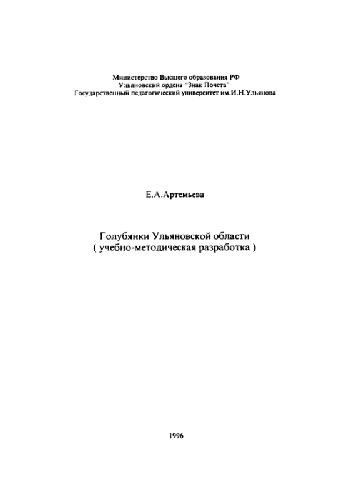 Министерство Высшего образования РФ
Ульяновский ордена "Знак Почета"
Государственный педагогический университет им.И.Н.Ульянова
Е.А.Артемьева
Голубянки Ульяновской области
( учебно-методическая разработка )
1996